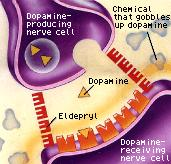 Dopamine-
producing
nerve cell
Chemical
that gobbles
up dopamine
Dopamine
Eldepryl
Dopamine-
receiving
nerve cell